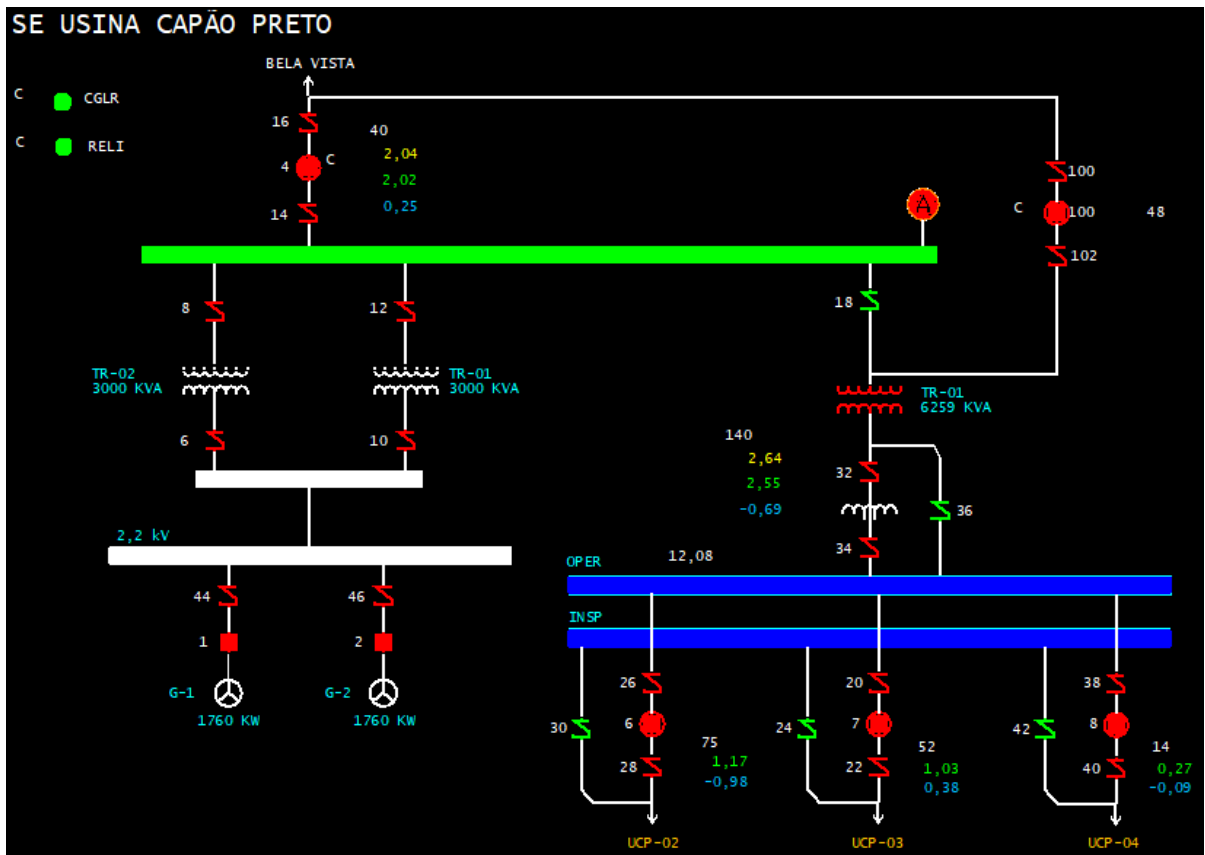 SE USINA CAPÃO PRETO
BELA VISTA
C CGLR
C RELI
16
40
4 C
2,04
2,02
0,25
14
A
100
C 100 48
102
8
12
18
TR-02
3000 KVA
TR-01
3000 KVA
TR-01
6259 KVA
6
10
140
2,64
2,55
-0,69
32
36
34
2,2 kV
OPER
12,08
INSP
44
46
1
2
G-1
1760 KW
G-2
1760 KW
26
20
38
30
6
24
7
42
8
28
75
1,17
-0,98
22
52
1,03
0,38
40
14
0,27
-0,09
UCP-02
UCP-03
UCP-04